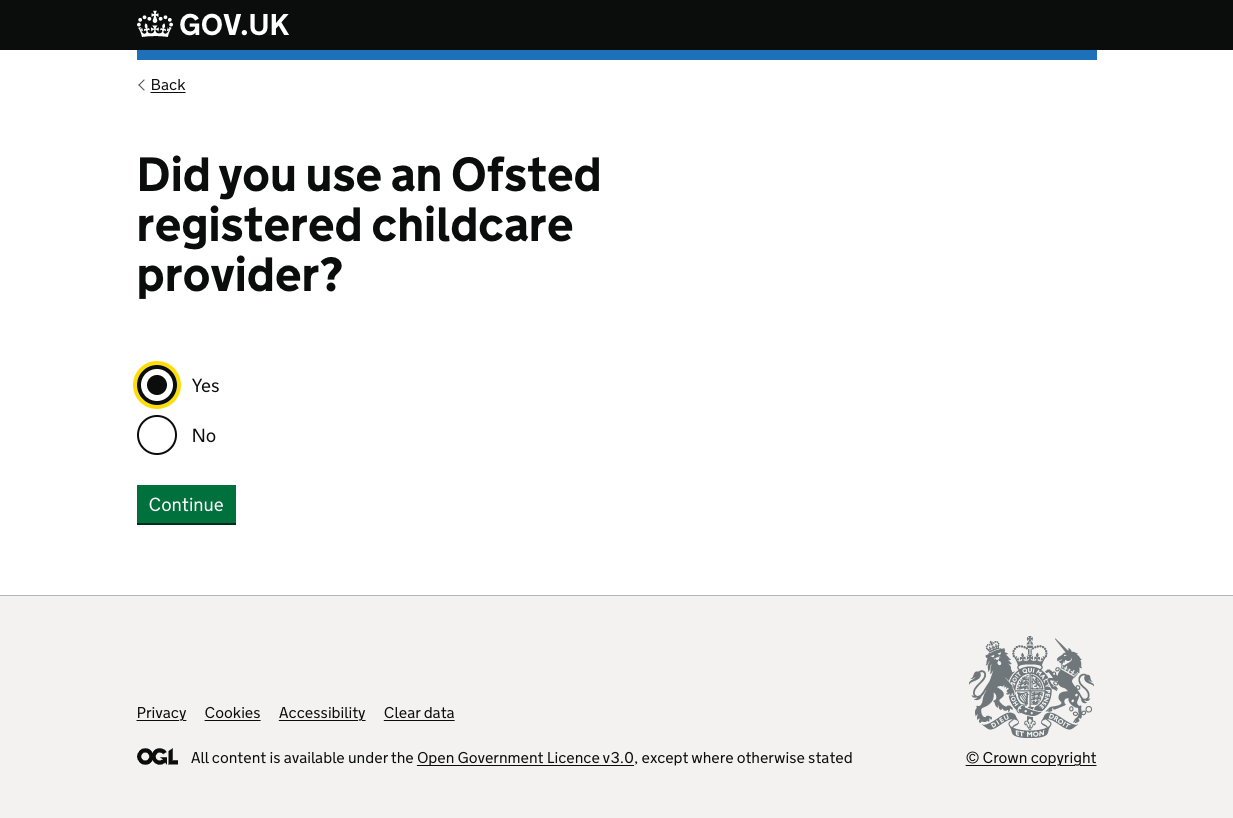 GOV.UK
Back
Did you use an Ofsted
registered childcare
provider?
Yes
No
Continue
Privacy Cookies Accessibility Clear data
OGL All content is available under the Open Government Licence v3.0, except where otherwise stated
DIEU ET MON DROIT
© Crown copyright